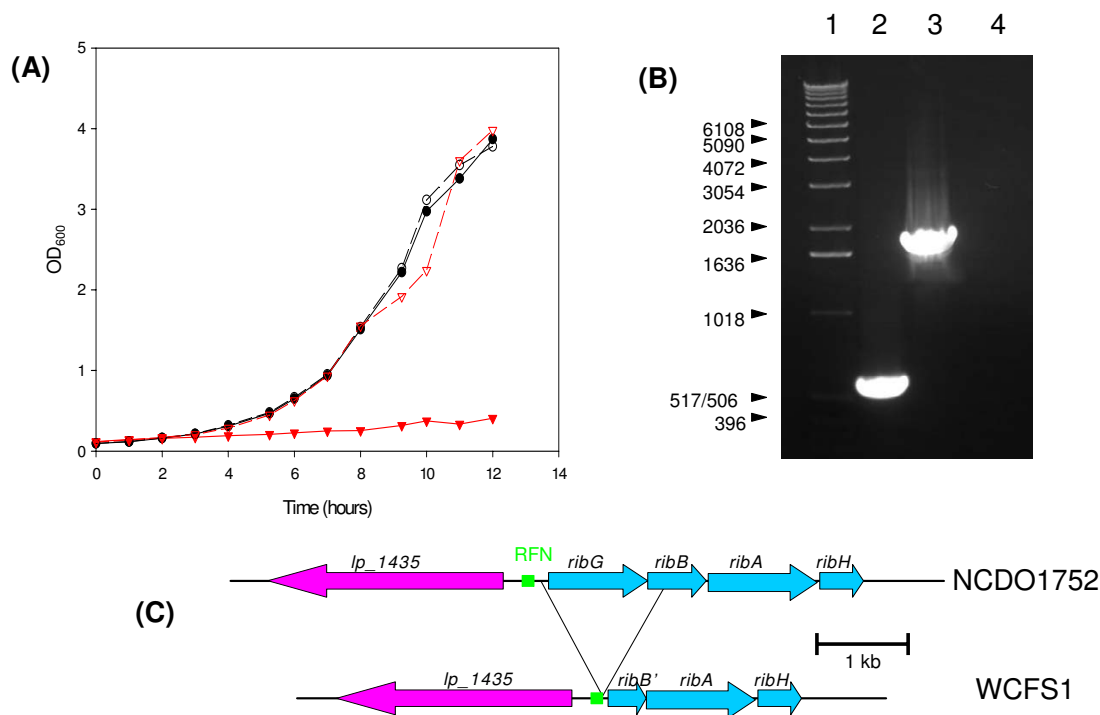 (A)
5
4
3
2
1
0
OD600
0 2 4 6 8 10 12 14
Time (hours)
(B)
1 2 3 4
6108
5090
4072
3054
2036
1636
1018
517/506
396
(C)
lp_1435 RFN ribG ribB ribA ribH
NCDO1752
1 kb
lp_1435 ribB' ribA ribH
WCFS1